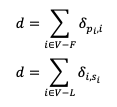 d = ∑_{i∈V−F} δ_{p_i,i}
d = ∑_{i∈V−L} δ_{i,s_i}